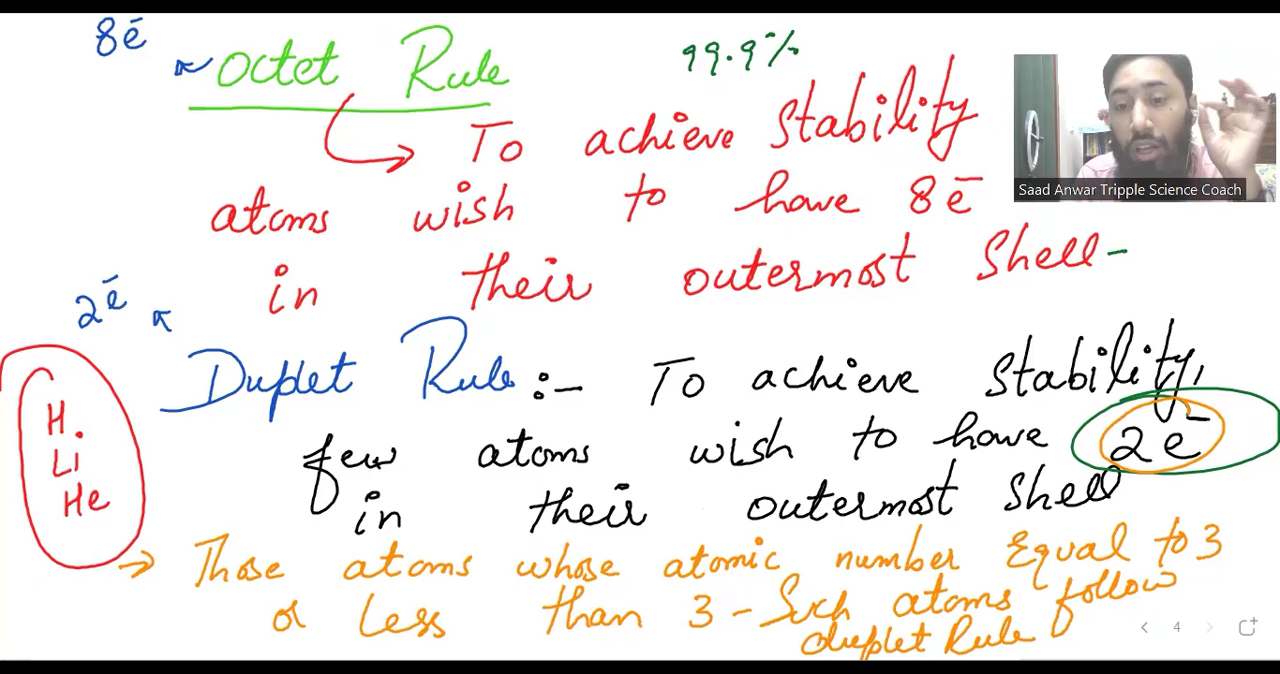 8ē
Octet Rule
99.9%
To achieve Stability
atoms wish to have 8ē
in their outermost Shell-
Saad Anwar Tripple Science Coach
2ē
Duplet Rule :- To achieve Stability,
few atoms wish to have 2ē
in their outermost Shell
H
Li
He
Those atoms whose atomic number Equal to 3
or Less than 3 - Such atoms follow
duplet Rule
4